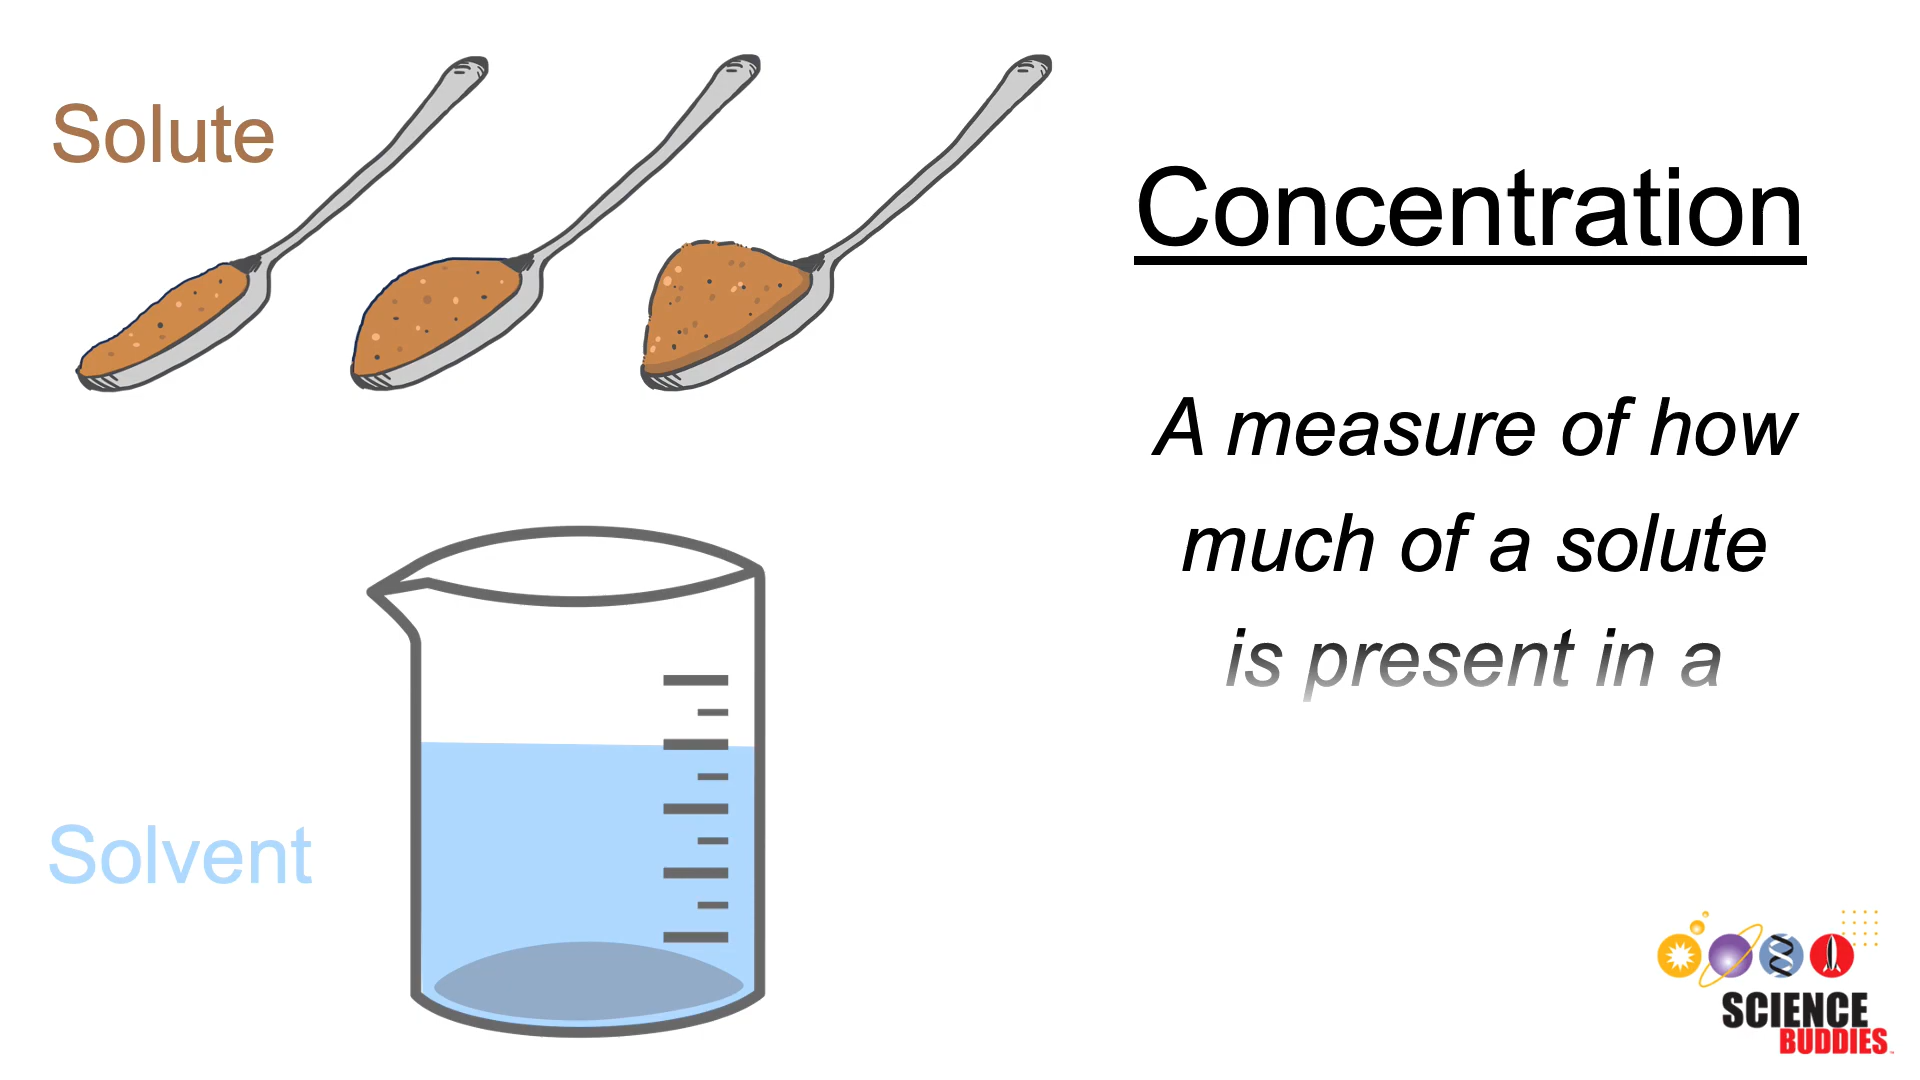 Solute
Concentration
A measure of how
much of a solute
is present in a
Solvent
SCIENCE
BUDDIES